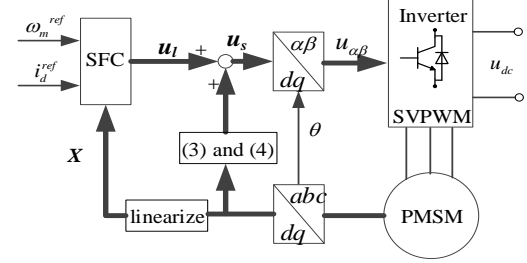 Inverter
ω_m^ref
u_l
+
u_s
αβ
u_αβ
SFC
i_d^ref
+
dq
u_dc
SVPWM
(3) and (4)
θ
X
linearize
abc
dq
PMSM